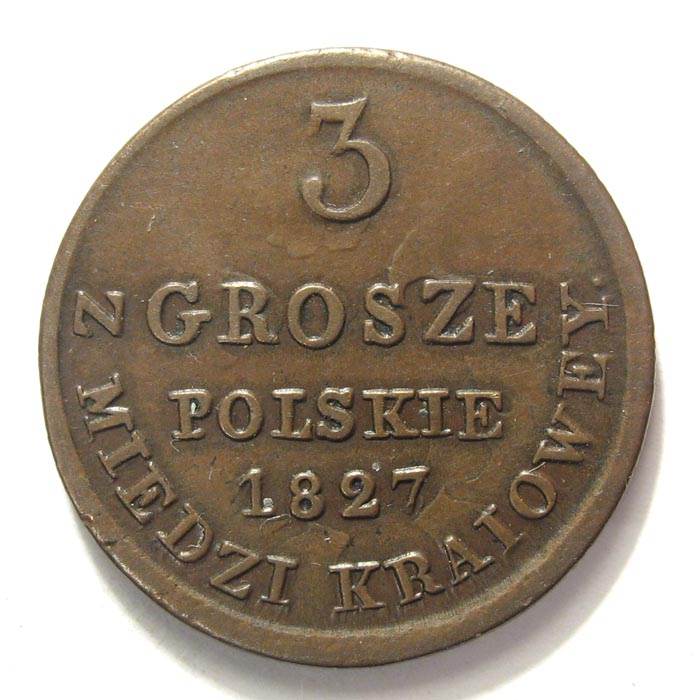 3
GROSZE
POLSKIE
1827
Z MIEDZI KRAIOWEY.